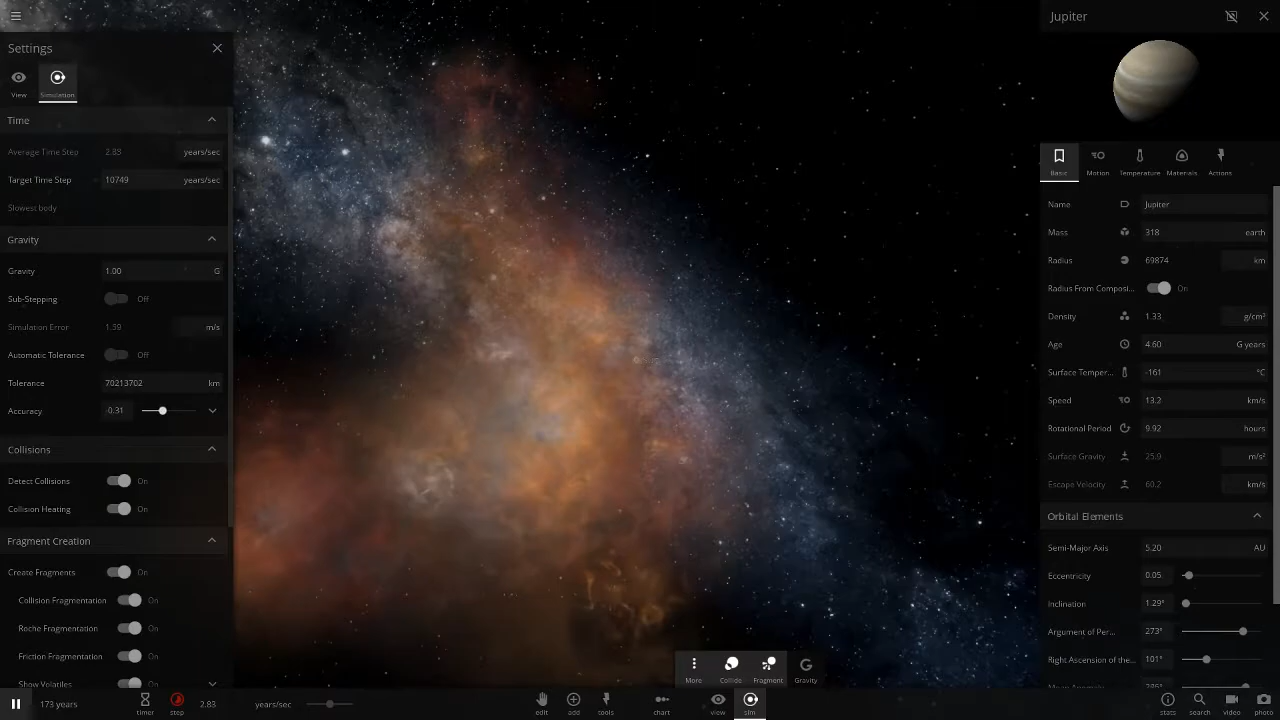 Settings
View
Simulation
Time
Average Time Step 2.83 years/sec
Target Time Step 10749 years/sec
Slowest body
Gravity
Gravity 1.00 G
Sub-Stepping Off
Simulation Error 1.59 m/s
Automatic Tolerance Off
Tolerance 70213702 km
Accuracy -0.31
Collisions
Detect Collisions On
Collision Heating On
Fragment Creation
Create Fragments On
Collision Fragmentation On
Roche Fragmentation On
Friction Fragmentation On
Show Volatiles On
173 years
timer
step
2.83 years/sec
More
Collide
Fragment
Gravity
edit
add
tools
chart
view
sim
Jupiter
Basic
Motion
Temperature
Materials
Actions
Name Jupiter
Mass 318 earth
Radius 69874 km
Radius From Composi... On
Density 1.33 g/cm³
Age 4.60 G years
Surface Temper... -161 °C
Speed 13.2 km/s
Rotational Period 9.92 hours
Surface Gravity 25.9 m/s²
Escape Velocity 60.2 km/s
Orbital Elements
Semi-Major Axis 5.20 AU
Eccentricity 0.05
Inclination 1.29°
Argument of Per... 273°
Right Ascension of the... 101°
stats
search
video
photo